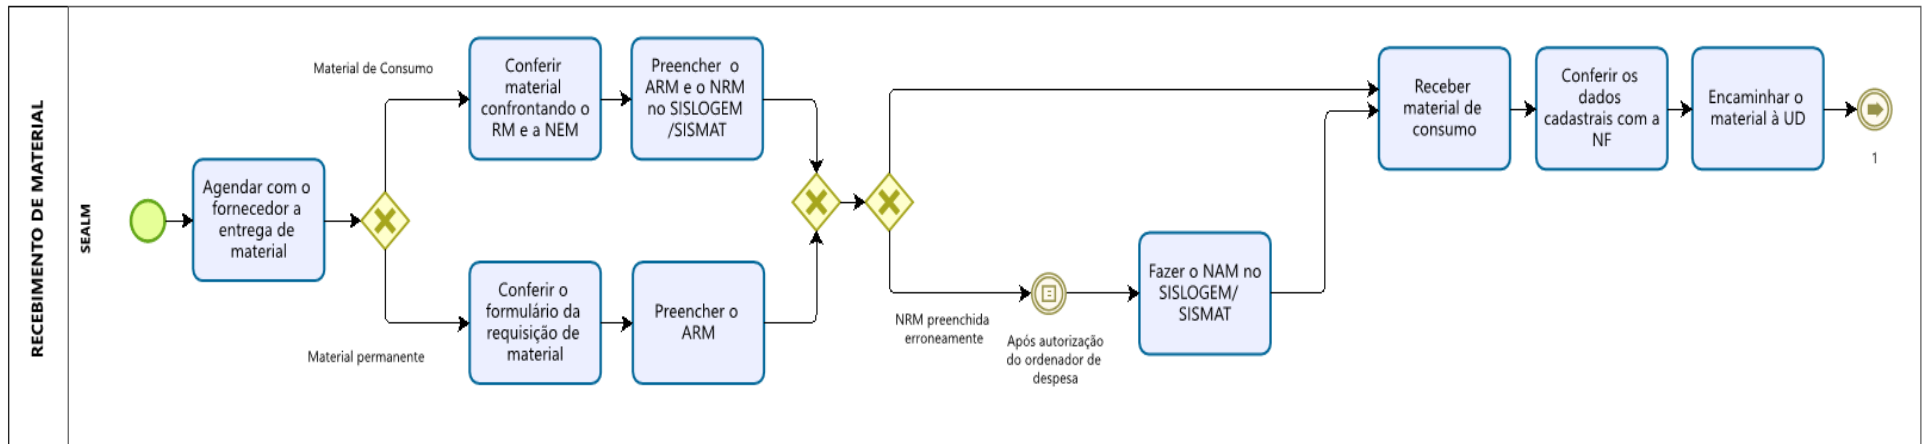 RECEBIMENTO DE MATERIAL
SEALM
Agendar com o
fornecedor a
entrega de
material
Material de Consumo
Conferir
material
confrontando o
RM e a NEM
Preencher o
ARM e o NRM
no SISLOGEM
/SISMAT
Material permanente
Conferir o
formulário da
requisição de
material
Preencher o
ARM
NRM preenchida
erroneamente
Após autorização
do ordenador de
despesa
Fazer o NAM no
SISLOGEM/
SISMAT
Receber
material de
consumo
Conferir os
dados
cadastrais com a
NF
Encaminhar o
material à UD
1